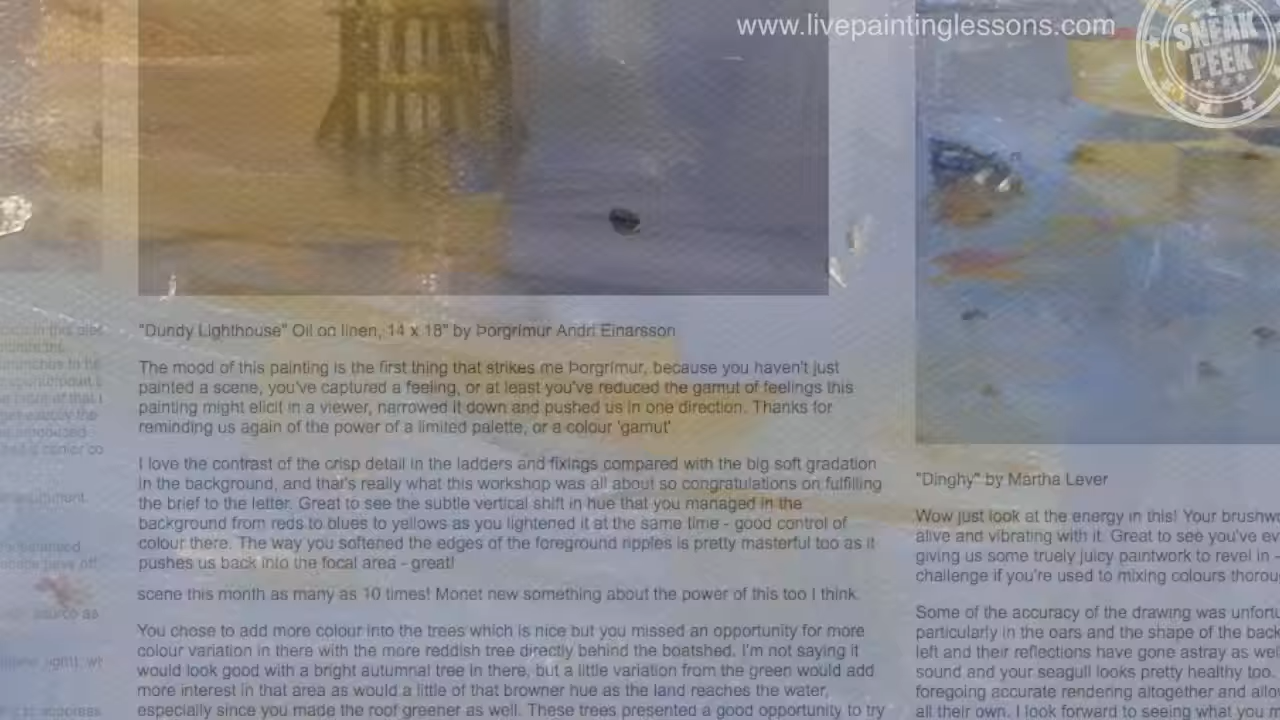 www.livepaintinglessons.com
SNEAK
PEEK
"Dundy Lighthouse" Oil on linen, 14 x 18" by Þorgrímur Andri Einarsson
The mood of this painting is the first thing that strikes me Þorgrímur, because you haven't just
painted a scene, you've captured a feeling, or at least you've reduced the gamut of feelings this
painting might elicit in a viewer, narrowed it down and pushed us in one direction. Thanks for
reminding us again of the power of a limited palette, or a colour 'gamut'
I love the contrast of the crisp detail in the ladders and fixings compared with the big soft gradation
in the background, and that's really what this workshop was all about so congratulations on fulfilling
the brief to the letter. Great to see the subtle vertical shift in hue that you managed in the
background from reds to blues to yellows as you lightened it at the same time - good control of
colour there. The way you softened the edges of the foreground ripples is pretty masterful too as it
pushes us back into the focal area - great!
scene this month as many as 10 times! Monet new something about the power of this too I think.
You chose to add more colour into the trees which is nice but you missed an opportunity for more
colour variation in there with the more reddish tree directly behind the boatshed. I'm not saying it
would look good with a bright autumnal tree in there, but a little variation from the green would add
more interest in that area as would a little of that browner hue as the land reaches the water,
especially since you made the roof greener as well. These trees presented a good opportunity to try
"Dinghy" by Martha Lever
Wow just look at the energy in this! Your brushw
alive and vibrating with it. Great to see you've ev
giving us some truely juicy paintwork to revel in -
challenge if you're used to mixing colours thorou
Some of the accuracy of the drawing was unfortu
particularly in the oars and the shape of the back
left and their reflections have gone astray as wel
sound and your seagull looks pretty healthy too.
foregoing accurate rendering altogether and allow
all their own. I look forward to seeing what you m